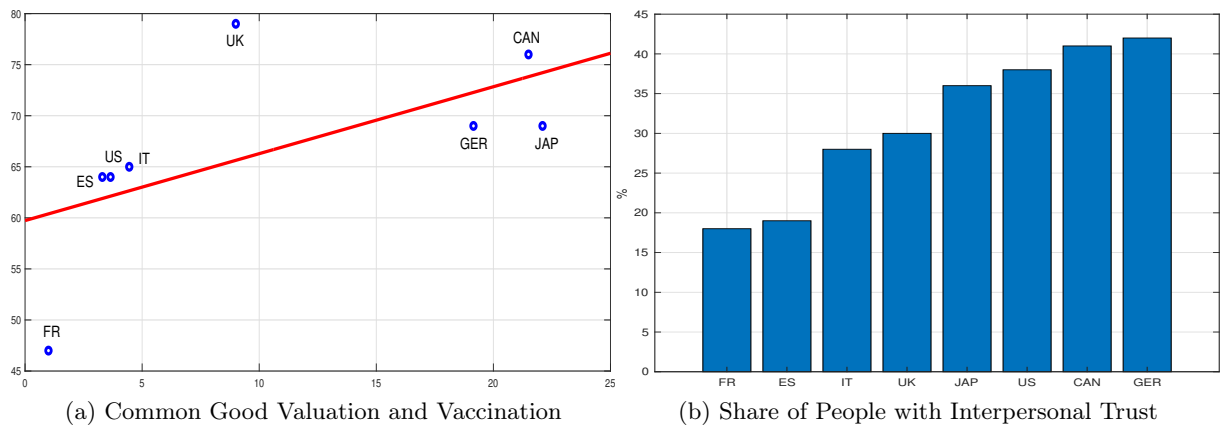 80
75
70
65
60
55
50
45
0 5 10 15 20 25
UK
CAN
GER
JAP
US
IT
ES
FR
(a) Common Good Valuation and Vaccination
45
40
35
30
25
20
15
10
5
0
%
FR ES IT UK JAP US CAN GER
(b) Share of People with Interpersonal Trust